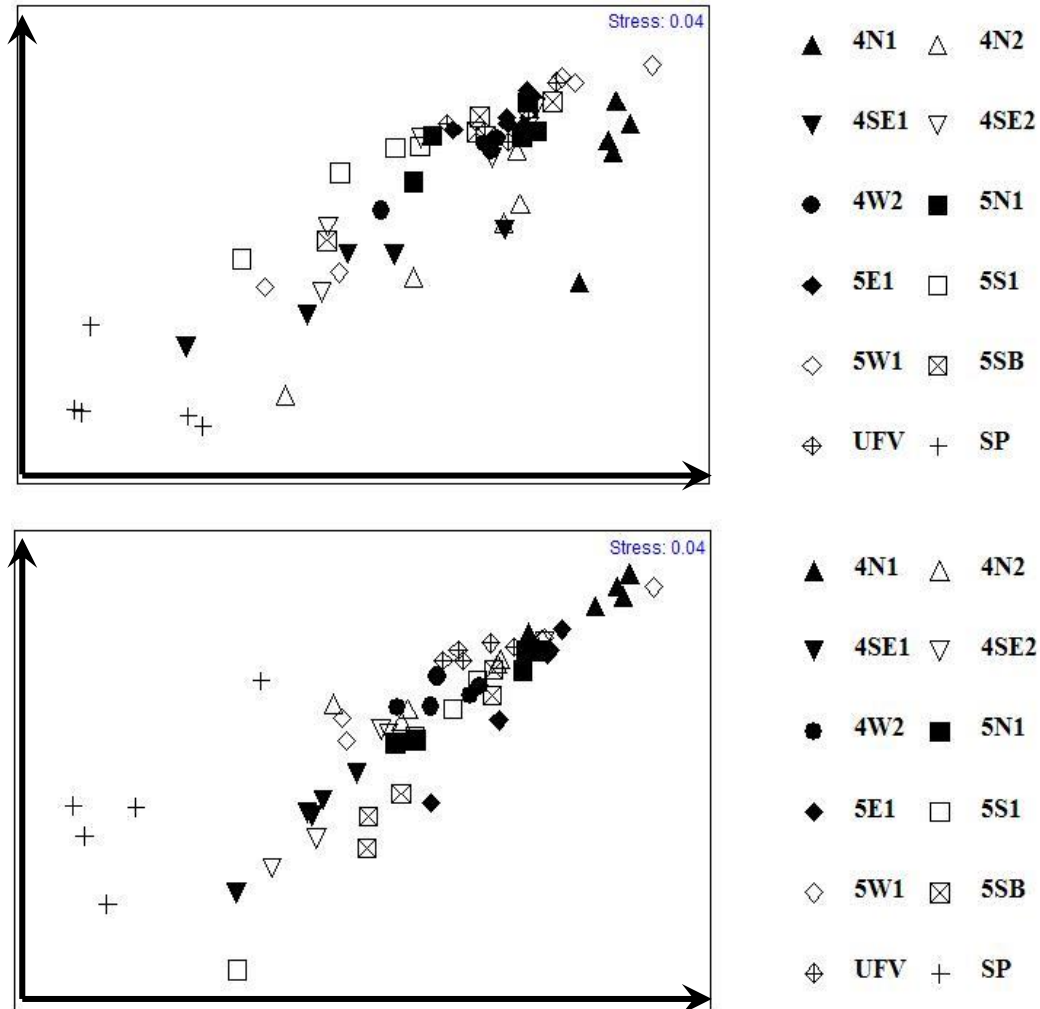 Stress: 0.04
4N1 4N2
4SE1 4SE2
4W2 5N1
5E1 5S1
5W1 5SB
UFV SP
Stress: 0.04
4N1 4N2
4SE1 4SE2
4W2 5N1
5E1 5S1
5W1 5SB
UFV SP